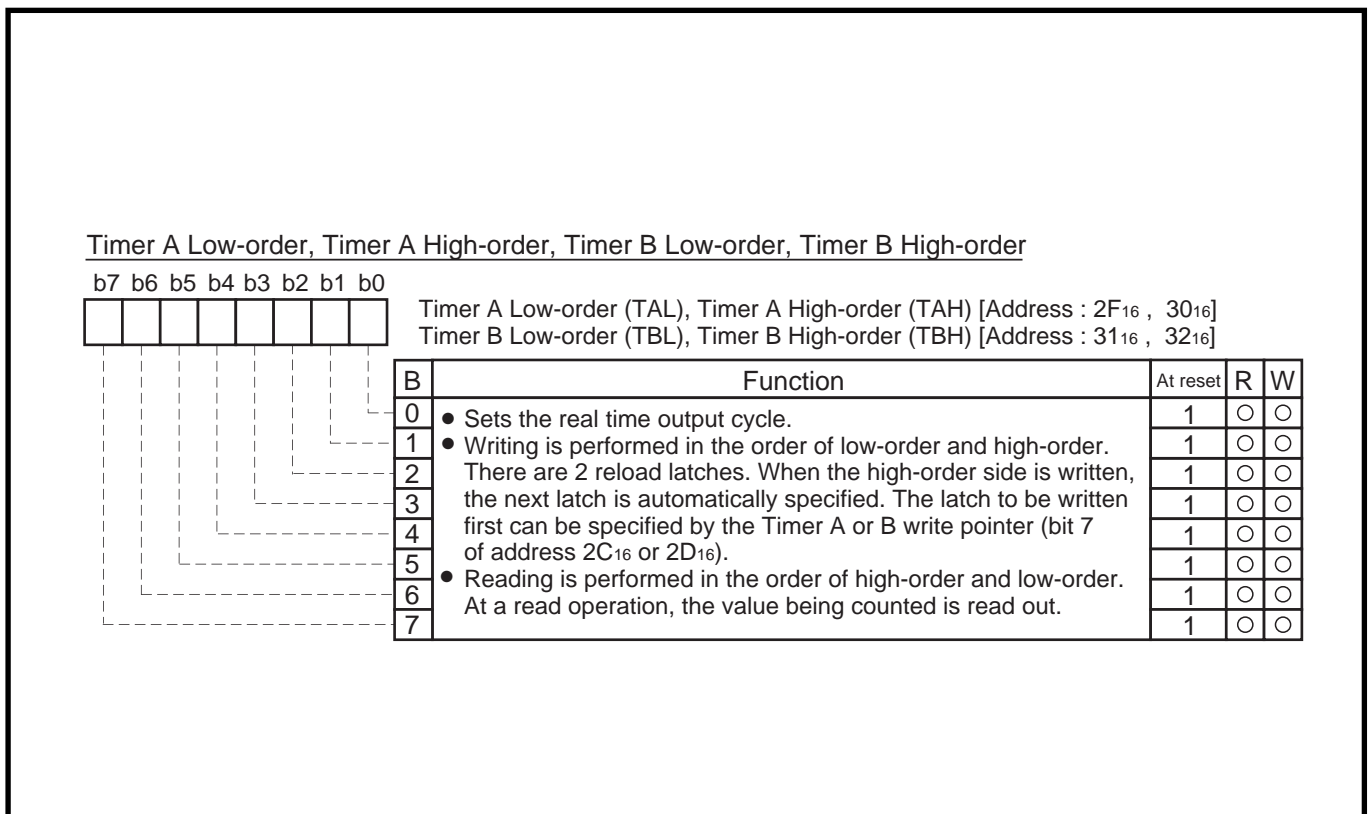 Timer A Low-order, Timer A High-order, Timer B Low-order, Timer B High-order
b7 b6 b5 b4 b3 b2 b1 b0
Timer A Low-order (TAL), Timer A High-order (TAH) [Address : 2F16 , 3016]
Timer B Low-order (TBL), Timer B High-order (TBH) [Address : 3116 , 3216]
B Function At reset R W
0 ● Sets the real time output cycle. 1 ○ ○
1 ● Writing is performed in the order of low-order and high-order. 1 ○ ○
2 There are 2 reload latches. When the high-order side is written, 1 ○ ○
3 the next latch is automatically specified. The latch to be written 1 ○ ○
4 first can be specified by the Timer A or B write pointer (bit 7 1 ○ ○
5 of address 2C16 or 2D16). 1 ○ ○
● Reading is performed in the order of high-order and low-order.
6 At a read operation, the value being counted is read out. 1 ○ ○
7 1 ○ ○